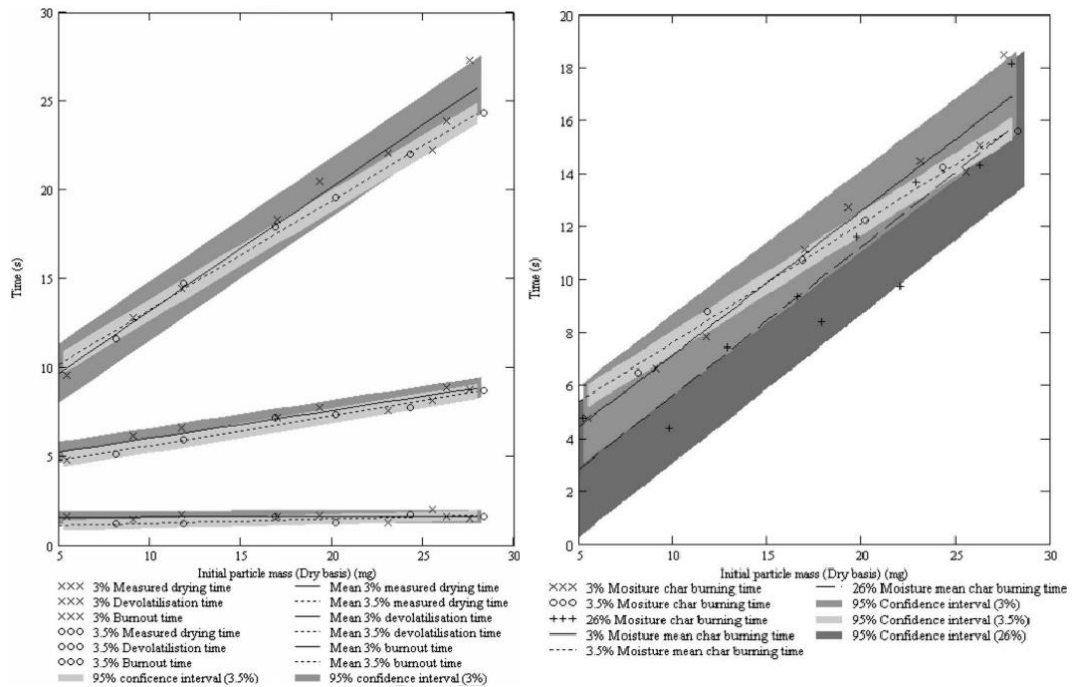 30
25
20
15
10
5
0
Time (s)
5
10
15
20
25
30
Initial particle mass (Dry basis) (mg)
××× 3% Measured drying time
××× 3% Devolatilisation time
××× 3% Burnout time
ooo 3.5% Measured drying time
ooo 3.5% Devolatilisstion time
ooo 3.5% Burnout time
95% conficence interval (3.5%)
Mean 3% measured drying time
Mean 3.5% measured drying time
Mean 3% devolatilisation time
Mean 3.5% devolatilisation time
Mean 3% burnout time
Mean 3.5% burnout time
95% confidence interval (3%)
20
18
16
14
12
10
8
6
4
2
0
Time (s)
5
10
15
20
25
30
Initial particle mass (Dry basis) (mg)
××× 3% Mositure char burning time
ooo 3.5% Mositure char burning time
+++ 26% Mositure char burning time
3% Moisture mean char burning time
3.5% Moisture mean char burning time
26% Moisture mean char burning time
95% Confidence interval (3%)
95% Confidence interval (3.5%)
95% Confidence interval (26%)